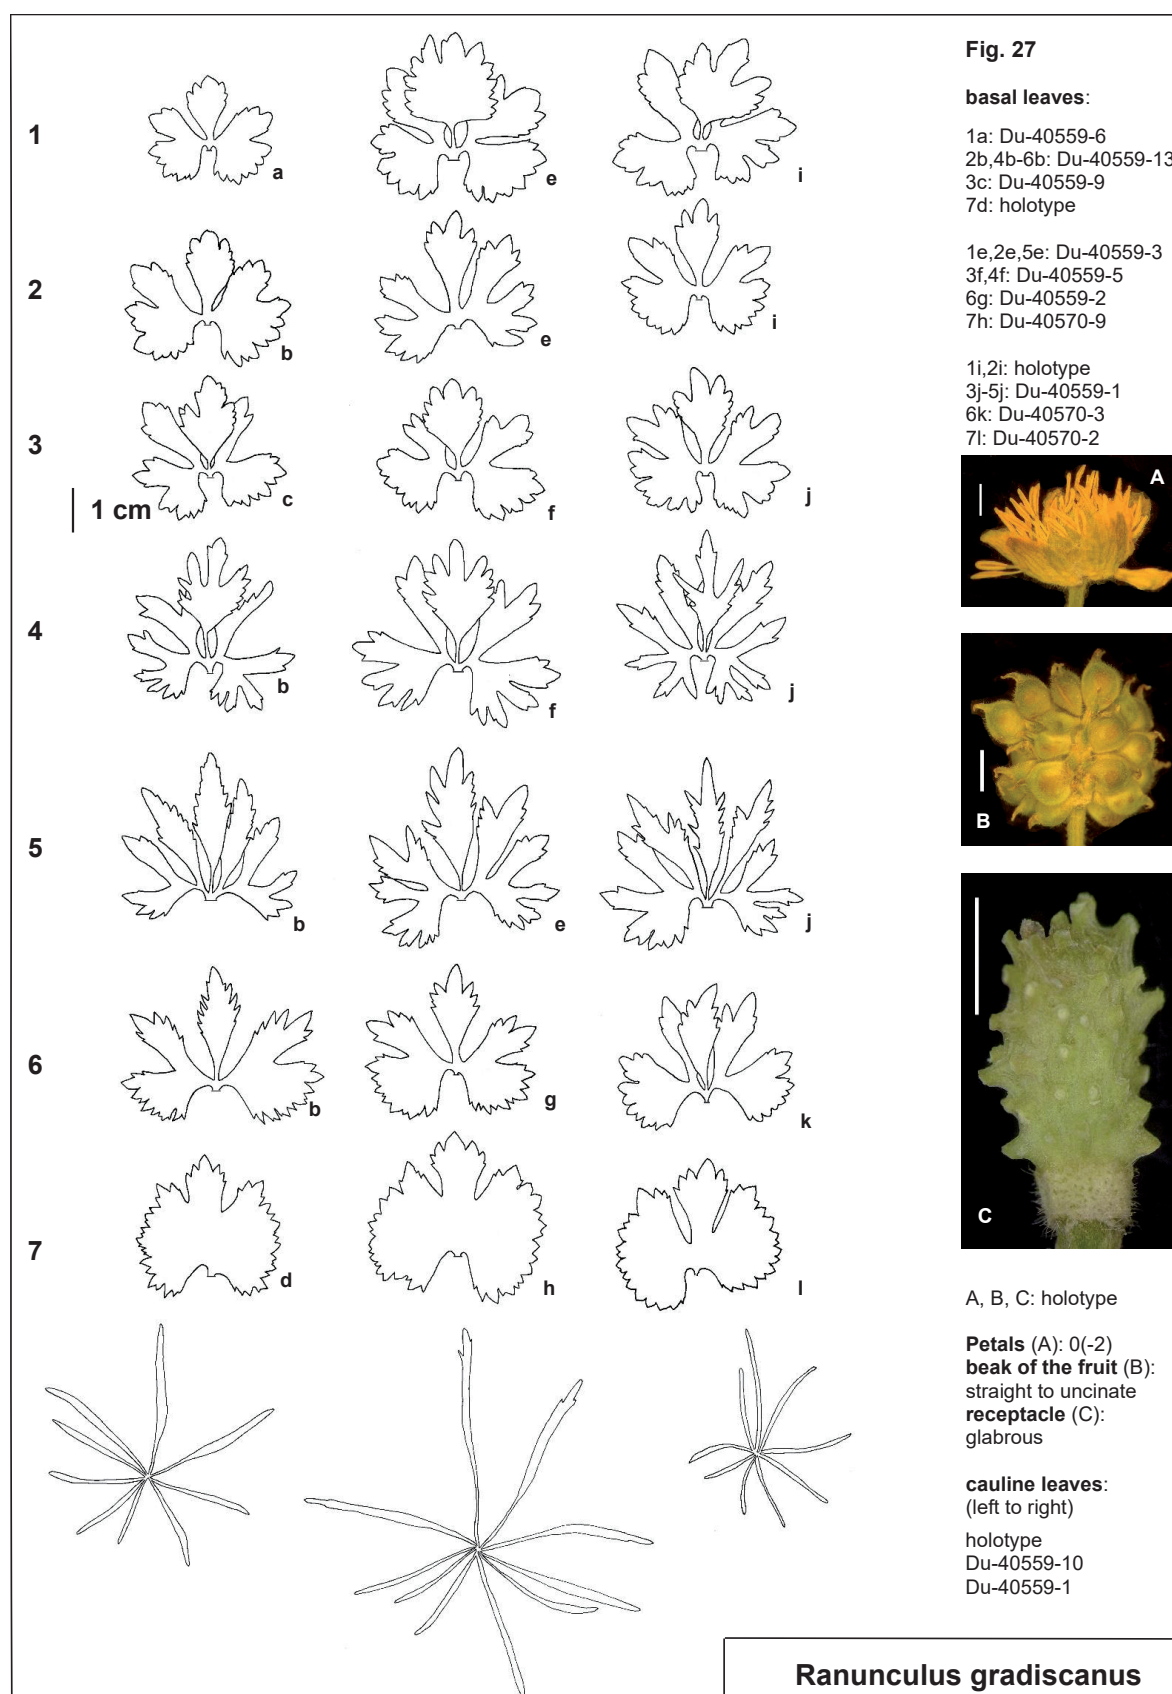 Fig. 27
basal leaves:
1a: Du-40559-6
2b,4b-6b: Du-40559-13
3c: Du-40559-9
7d: holotype
1e,2e,5e: Du-40559-3
3f,4f: Du-40559-5
6g: Du-40559-2
7h: Du-40570-9
1i,2i: holotype
3j-5j: Du-40559-1
6k: Du-40570-3
7l: Du-40570-2
1
a
e
i
2
b
e
i
3
c
f
j
1 cm
4
b
f
j
5
b
e
j
6
b
g
k
7
d
h
l
A
B
C
A, B, C: holotype
Petals (A): 0(-2)
beak of the fruit (B):
straight to uncinate
receptacle (C):
glabrous
cauline leaves:
(left to right)
holotype
Du-40559-10
Du-40559-1
Ranunculus gradiscanus